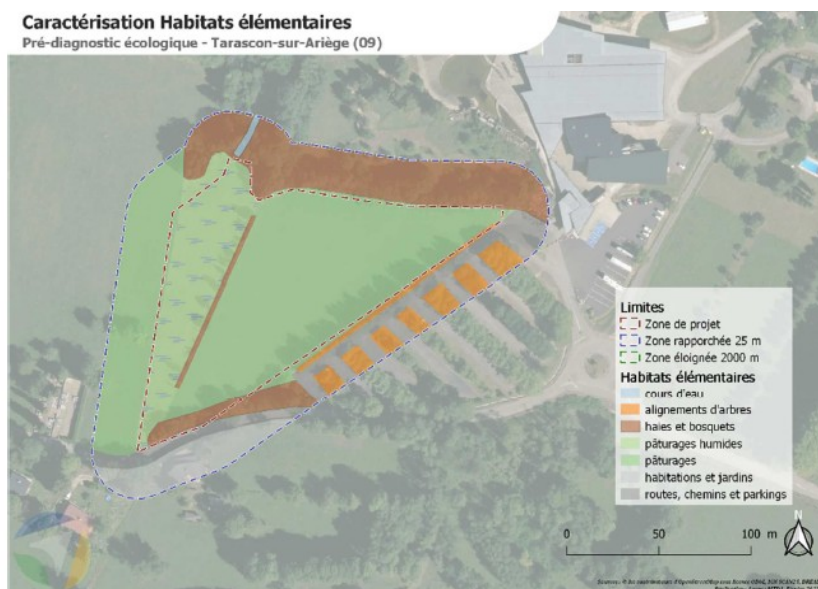 Caractérisation Habitats élémentaires
Pré-diagnostic écologique - Tarascon-sur-Ariège (09)
Limites
Zone de projet
Zone rapporchée 25 m
Zone éloignée 2000 m
Habitats élémentaires
cours d'eau
alignements d'arbres
haies et bosquets
pâturages humides
pâturages
habitations et jardins
routes, chemins et parkings
N
0 50 100 m